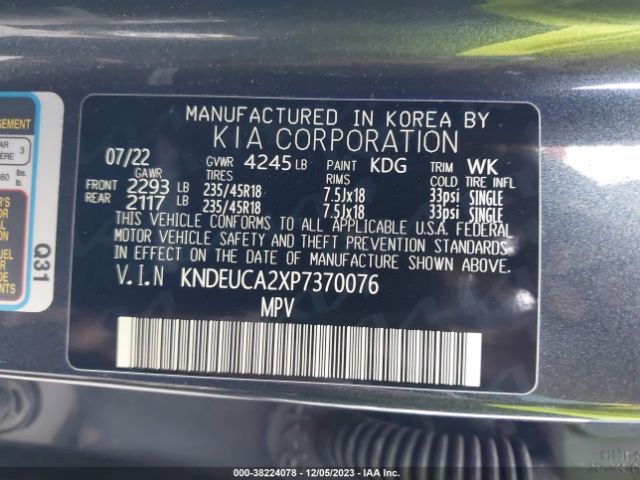 MANUFACTURED IN KOREA BY
KIA CORPORATION
07/22 GVWR 4245 LB PAINT KDG TRIM WK
GAWR TIRES RIMS COLD TIRE INFL
FRONT 2293 LB 235/45R18 7.5Jx18 33psi SINGLE
REAR 2117 LB 235/45R18 7.5Jx18 33psi SINGLE
THIS VEHICLE CONFORMS TO ALL APPLICABLE U.S.A. FEDERAL
MOTOR VEHICLE SAFETY AND THEFT PREVENTION STANDARDS
IN EFFECT ON THE DATE OF MANUFACTURE SHOWN ABOVE.
V.I.N KNDEUCA2XP7370076
MPV
Q31
000-38224078 - 12/05/2023 - IAA Inc.